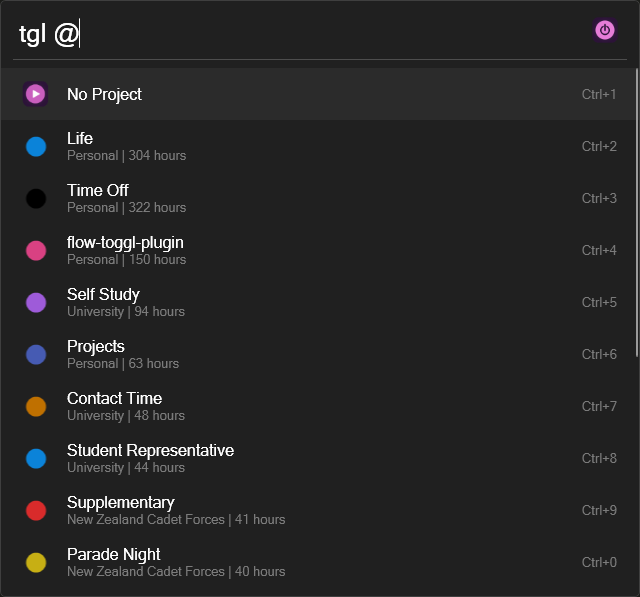 tgl @
No Project
Ctrl+1
Life
Personal | 304 hours
Ctrl+2
Time Off
Personal | 322 hours
Ctrl+3
flow-toggl-plugin
Personal | 150 hours
Ctrl+4
Self Study
University | 94 hours
Ctrl+5
Projects
Personal | 63 hours
Ctrl+6
Contact Time
University | 48 hours
Ctrl+7
Student Representative
University | 44 hours
Ctrl+8
Supplementary
New Zealand Cadet Forces | 41 hours
Ctrl+9
Parade Night
New Zealand Cadet Forces | 40 hours
Ctrl+0